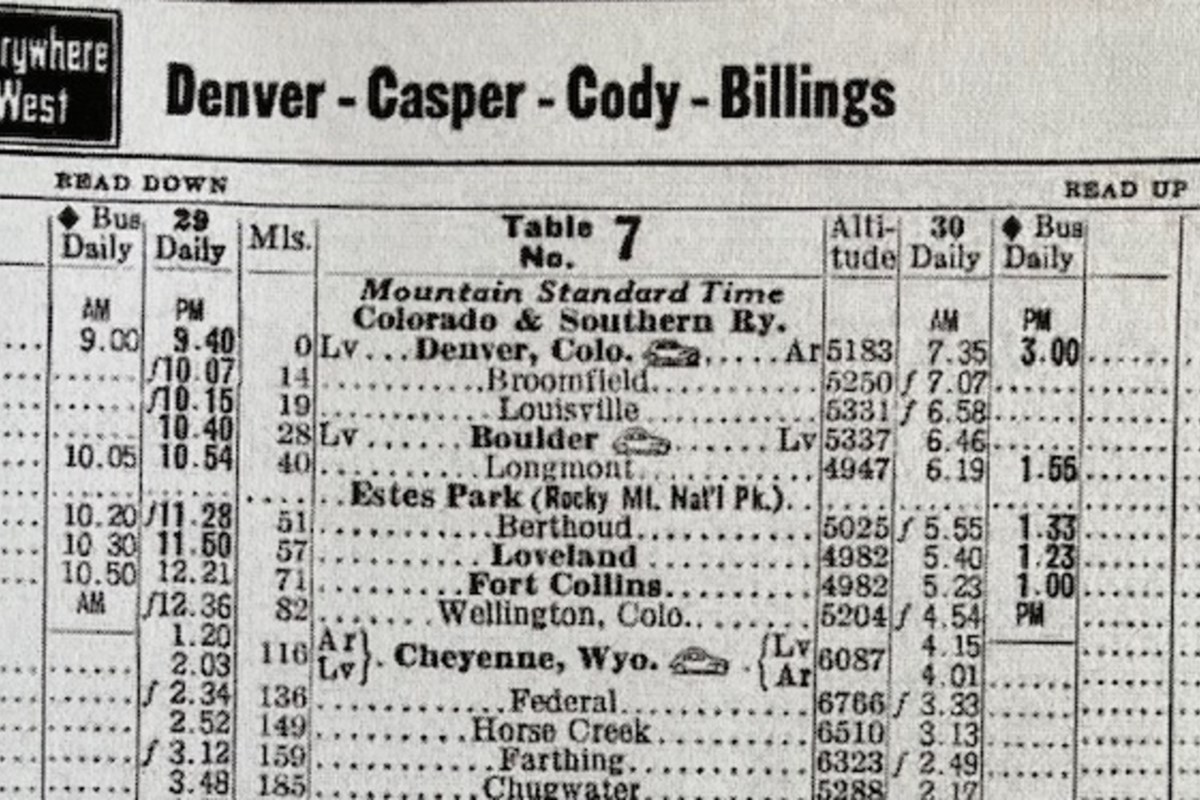 rywhere
West
Denver - Casper - Cody - Billings
READ DOWN READ UP
◆ Bus Daily 29 Daily Mls. Table No. 7 Alti-tude 30 Daily ◆ Bus Daily
Mountain Standard Time
AM PM Colorado & Southern Ry. AM PM
9.00 9.40 0 Lv...Denver, Colo. ......Ar 5183 7.35 3.00
f10.07 14 Broomfield 5250 f 7.07
f10.15 19 Louisville 5331 f 6.58
10.40 28 Lv......Boulder ......Lv 5337 6.46
10.05 10.54 40 Longmont 4947 6.19 1.55
Estes Park (Rocky Mt. Nat'l Pk.)
10.20 f11.28 51 Berthoud 5025 f 5.55 1.33
10 30 11.50 57 Loveland 4982 5.40 1.23
10.50 12.21 71 Fort Collins 4982 5.23 1.00
AM f12.36 82 Wellington, Colo. 5204 f 4.54 PM
1.20 Ar Lv 4.15
116 Cheyenne, Wyo. 6087
2.03 Lv Ar 4.01
f 2.34 136 Federal 6766 f 3.33
2.52 149 Horse Creek 6510 3.13
f 3.12 159 Farthing 6323 f 2.49
3.48 185 Chugwater 5288 2.17